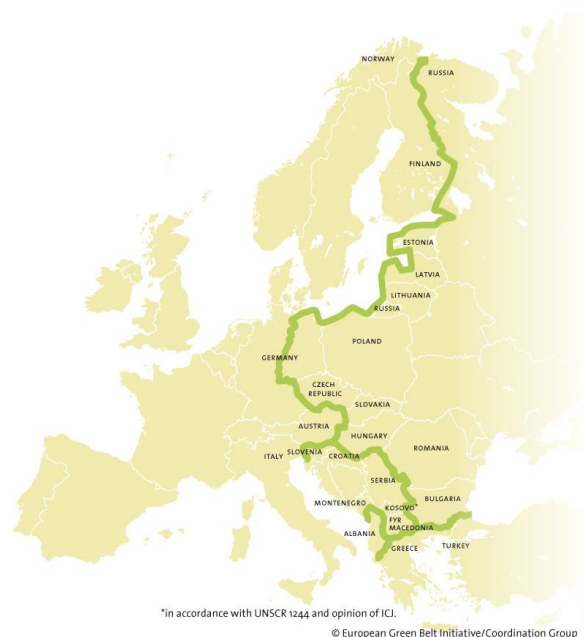 NORWAY
RUSSIA
FINLAND
ESTONIA
LATVIA
LITHUANIA
RUSSIA
POLAND
GERMANY
CZECH
REPUBLIC
SLOVAKIA
AUSTRIA
HUNGARY
ITALY
SLOVENIA
CROATIA
ROMANIA
SERBIA
BULGARIA
MONTENEGRO
KOSOVO*
FYR
MACEDONIA
ALBANIA
GREECE
TURKEY
*in accordance with UNSCR 1244 and opinion of ICJ.
© European Green Belt Initiative/Coordination Group